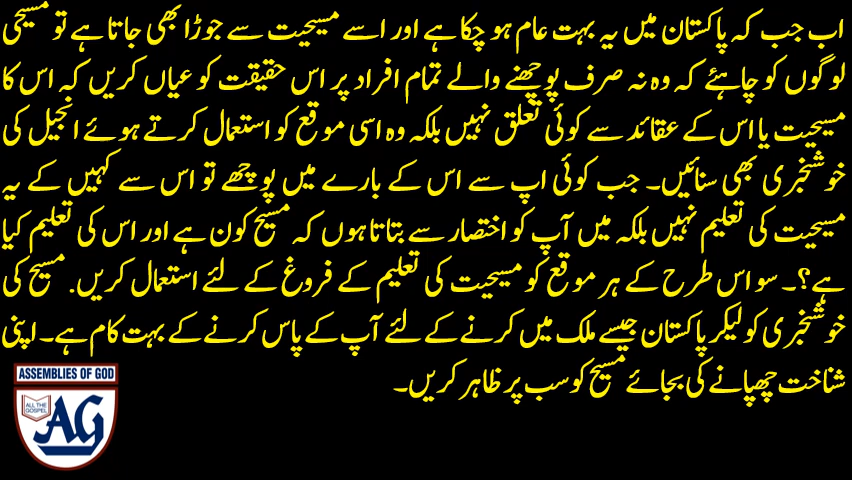 اب جب کہ پاکستان میں یہ بہت عام ہو چکا ہے اور اسے مسیحیت سے جوڑا بھی جاتا ہے تو مسیحی
لوگوں کو چاہئے کہ وہ نہ صرف پوچھنے والے تمام افراد پر اس حقیقت کو عیاں کریں کہ اس کا
مسیحیت یا اس کے عقائد سے کوئی تعلق نہیں بلکہ وہ اسی موقع کو استعمال کرتے ہوئے انجیل کی
خوشخبری بھی سنائیں۔ جب کوئی اپ سے اس کے بارے میں پوچھے تو اس سے کہیں کے یہ
مسیحیت کی تعلیم نہیں بلکہ میں آپ کو اختصار سے بتاتا ہوں کہ مسیح کون ہے اور اس کی تعلیم کیا
ہے؟۔ سو اس طرح کے ہر موقع کو مسیحیت کی تعلیم کے فروغ کے لئے استعمال کریں. مسیح کی
خوشخبری کو لیکر پاکستان جیسے ملک میں کرنے کے لئے آپ کے پاس کرنے کے بہت کام ہے۔ اپنی
شناخت چھپانے کی بجائے مسیح کو سب پر ظاہر کریں۔
ASSEMBLIES OF GOD
ALL THE
GOSPEL
AG